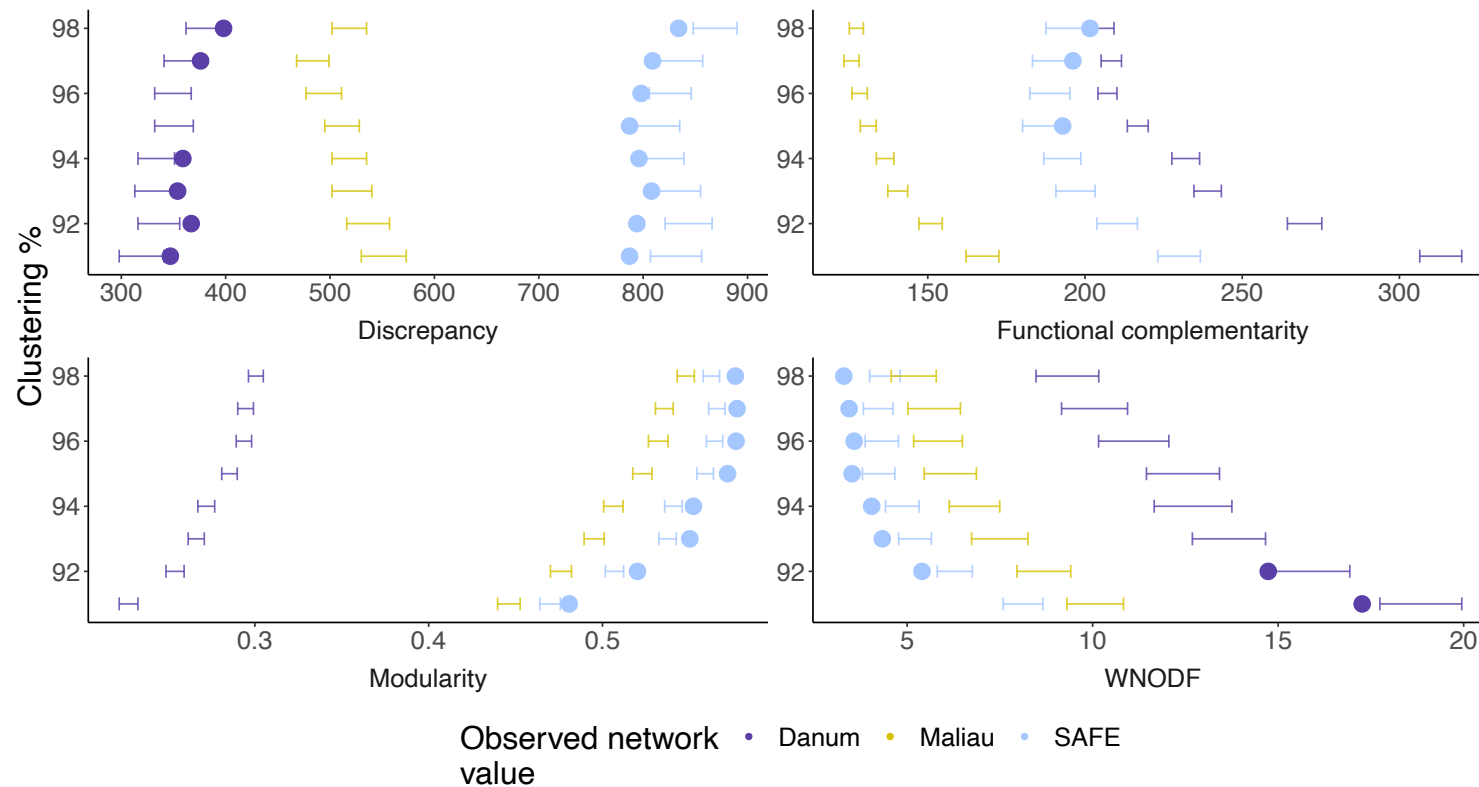 Clustering %
98
96
94
92
300 400 500 600 700 800 900
Discrepancy
98
96
94
92
150 200 250 300
Functional complementarity
98
96
94
92
0.3 0.4 0.5
Modularity
98
96
94
92
5 10 15 20
WNODF
Observed network
value
Danum Maliau SAFE